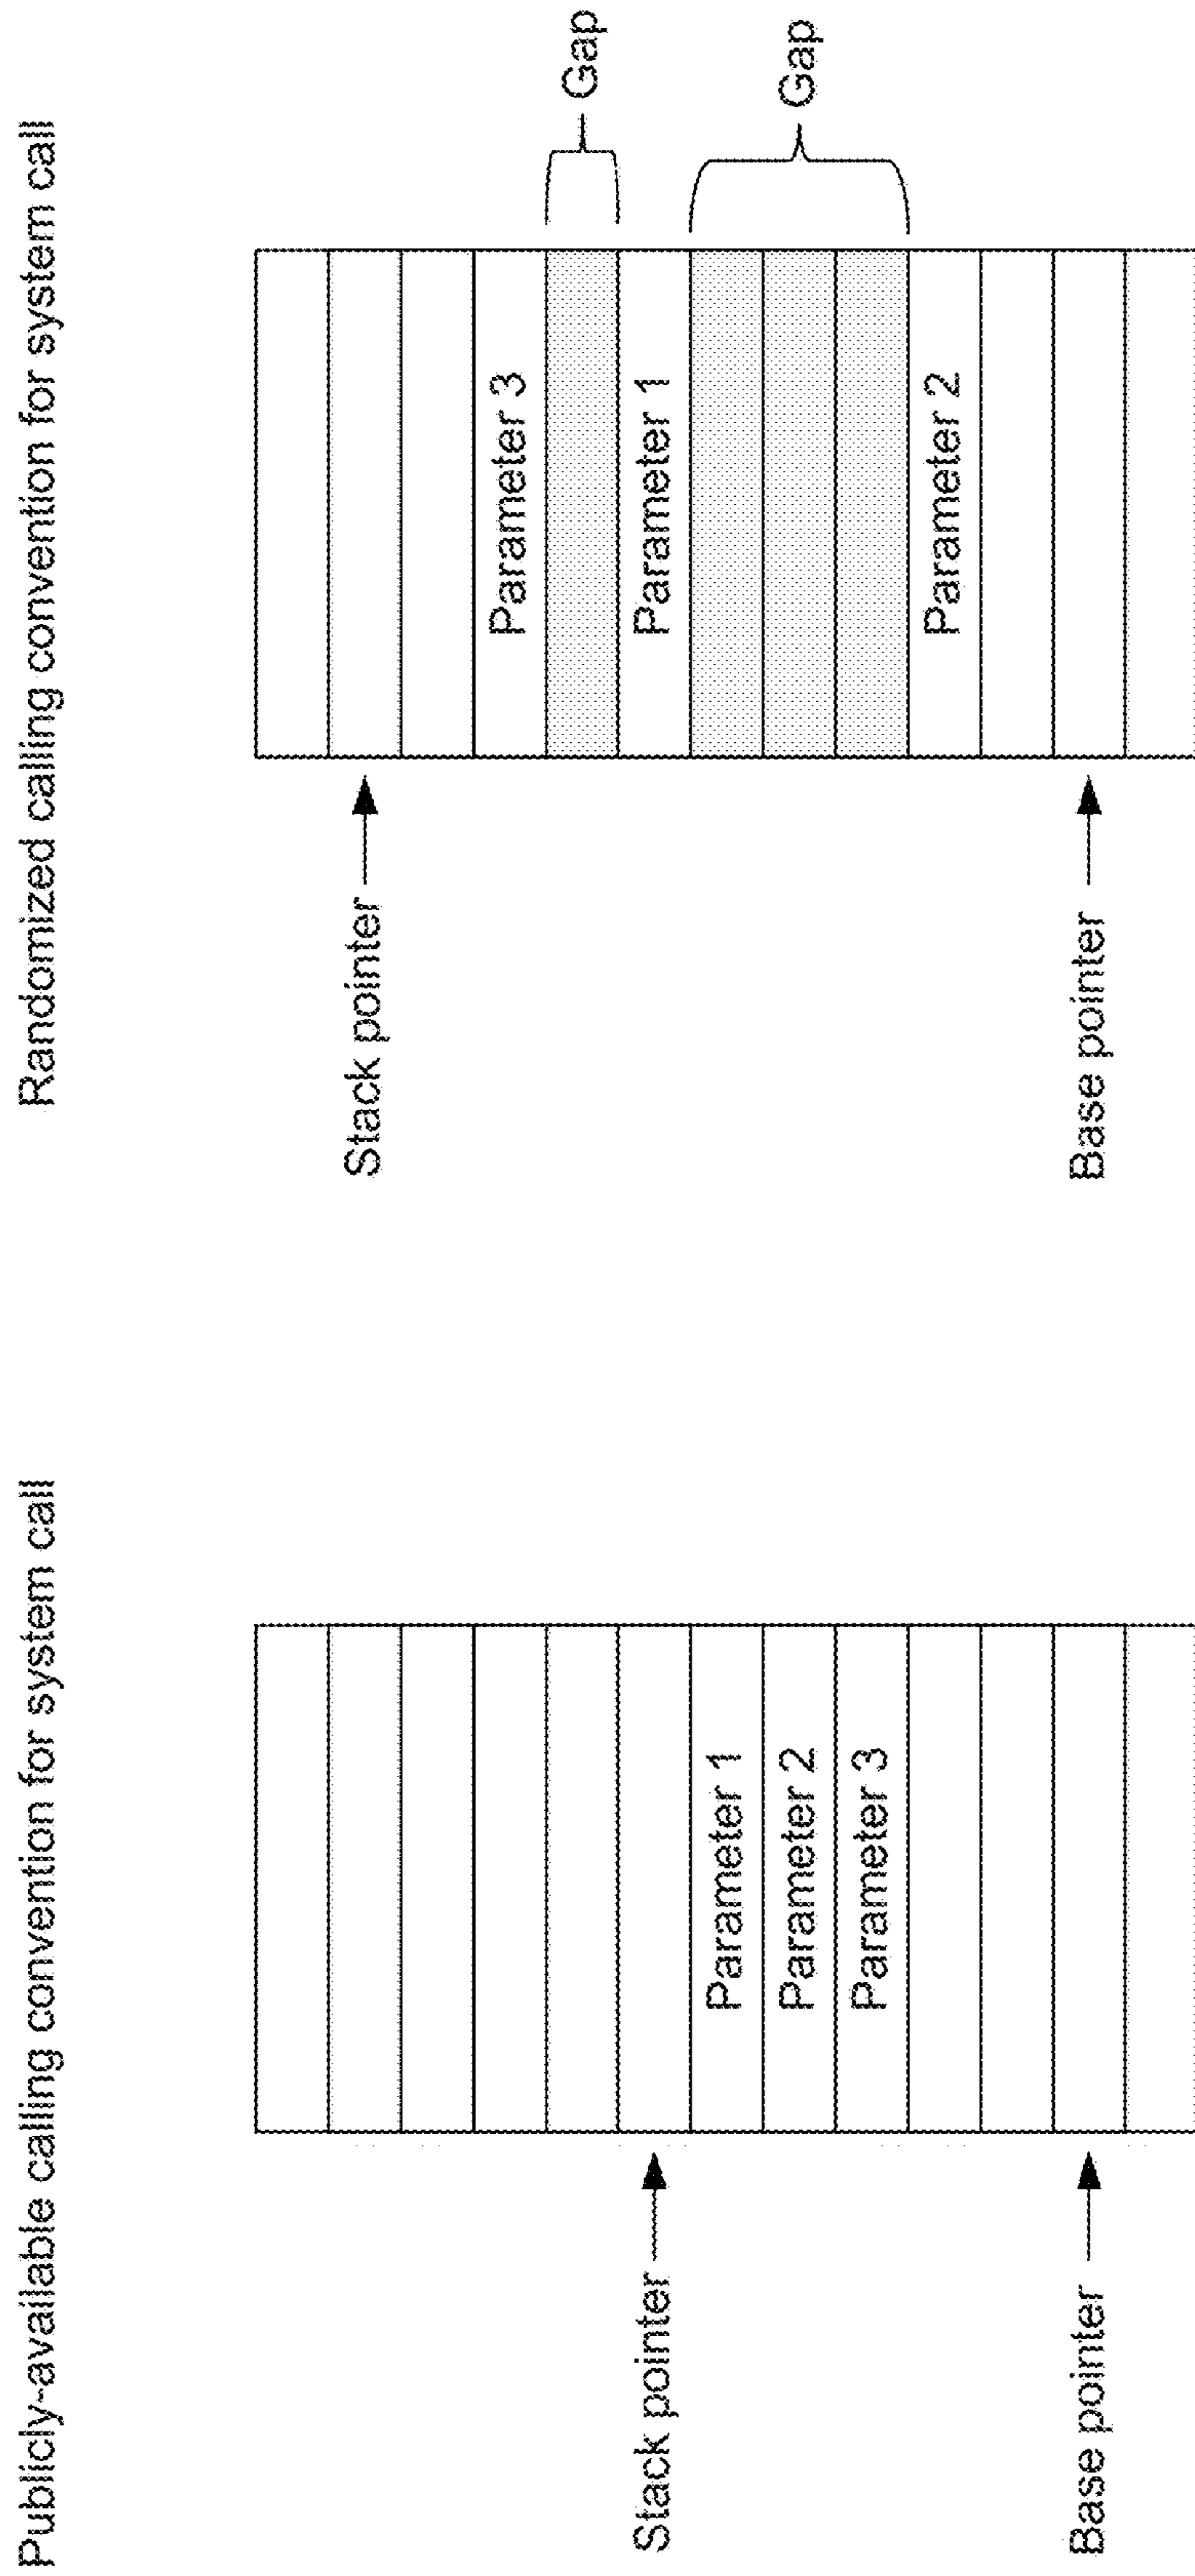 Publicly-available calling convention for system call
Stack pointer
Parameter 1
Parameter 2
Parameter 3
Base pointer
Randomized calling convention for system call
Stack pointer
Parameter 3
Gap
Parameter 1
Gap
Parameter 2
Base pointer